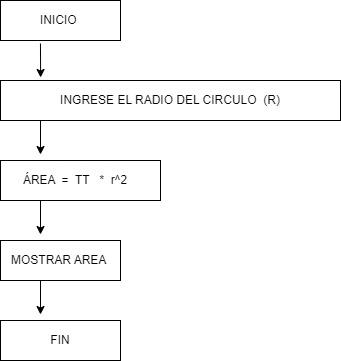 INICIO
INGRESE EL RADIO DEL CIRCULO (R)
ÁREA = TT * r^2
MOSTRAR AREA
FIN